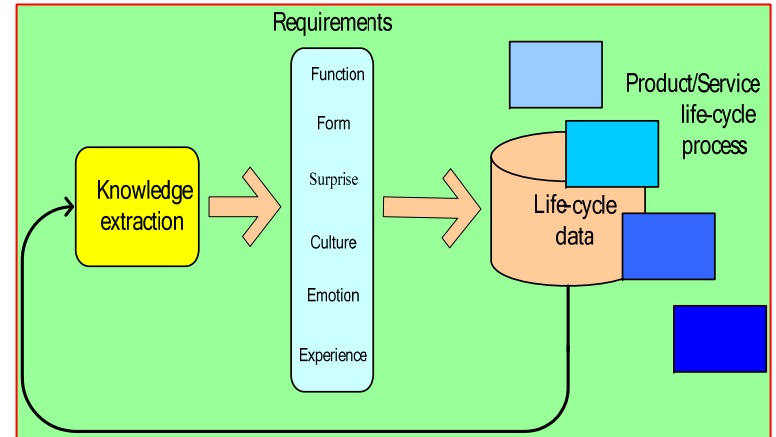 Requirements
Function
Form
Surprise
Culture
Emotion
Experience
Knowledge
extraction
Life-cycle
data
Product/Service
life-cycle
process